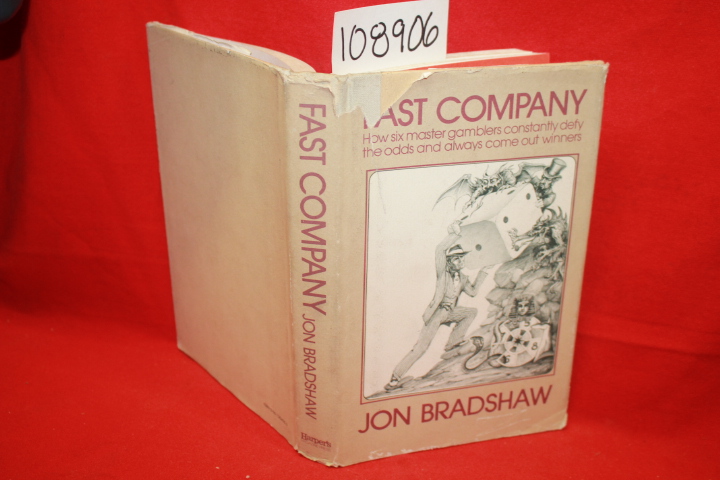 108906
FAST COMPANY
How six master gamblers constantly defy
the odds and always come out winners
JON BRADSHAW
FAST COMPANY JON BRADSHAW
Harper's